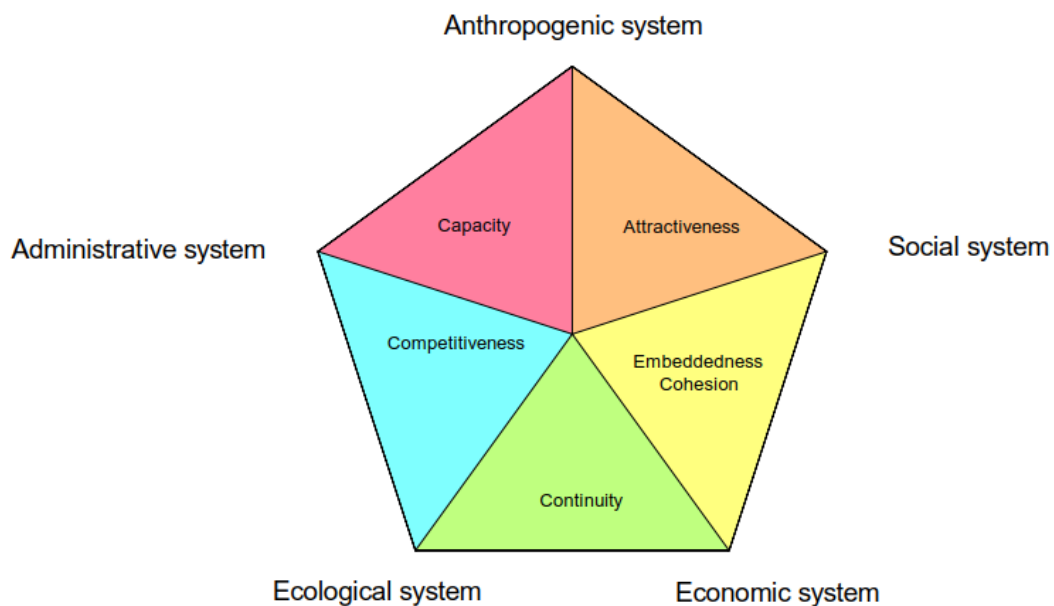 Anthropogenic system
Capacity
Attractiveness
Administrative system
Social system
Competitiveness
Embeddedness
Cohesion
Continuity
Ecological system
Economic system